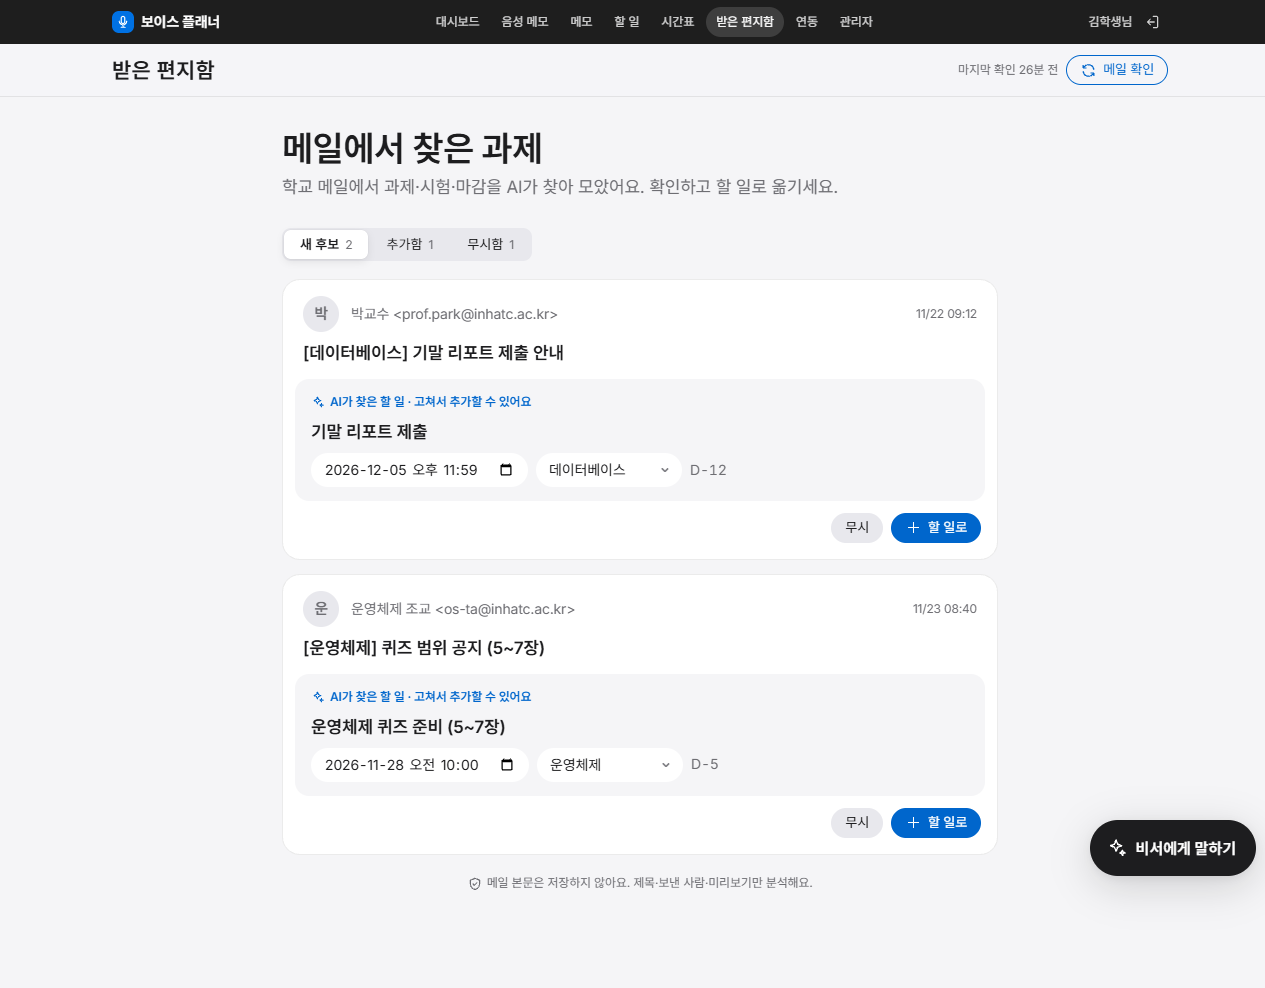 보이스 플래너
대시보드 음성 메모 메모 할 일 시간표 받은 편지함 연동 관리자
김학생님
받은 편지함
마지막 확인 26분 전 메일 확인
메일에서 찾은 과제
학교 메일에서 과제·시험·마감을 AI가 찾아 모았어요. 확인하고 할 일로 옮기세요.
새 후보 2 추가함 1 무시함 1
박 박교수 <prof.park@inhatc.ac.kr> 11/22 09:12
[데이터베이스] 기말 리포트 제출 안내
AI가 찾은 할 일 · 고쳐서 추가할 수 있어요
기말 리포트 제출
2026-12-05 오후 11:59 데이터베이스 D-12
무시 할 일로
운 운영체제 조교 <os-ta@inhatc.ac.kr> 11/23 08:40
[운영체제] 퀴즈 범위 공지 (5~7장)
AI가 찾은 할 일 · 고쳐서 추가할 수 있어요
운영체제 퀴즈 준비 (5~7장)
2026-11-28 오전 10:00 운영체제 D-5
무시 할 일로
비서에게 말하기
메일 본문은 저장하지 않아요. 제목·보낸 사람·미리보기만 분석해요.